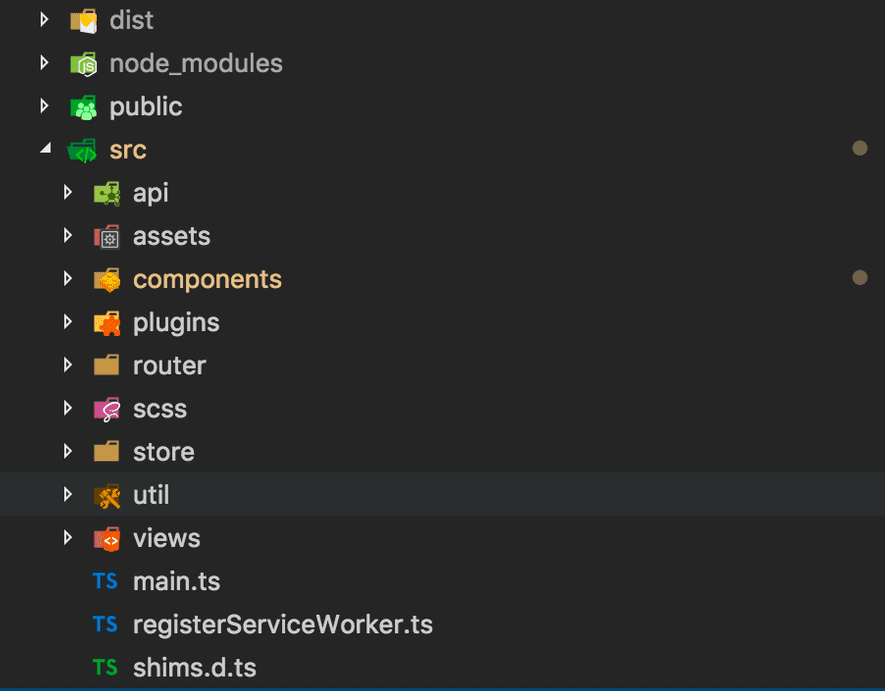 dist
node_modules
public
src
api
assets
components
plugins
router
scss
store
util
views
TS main.ts
TS registerServiceWorker.ts
TS shims.d.ts